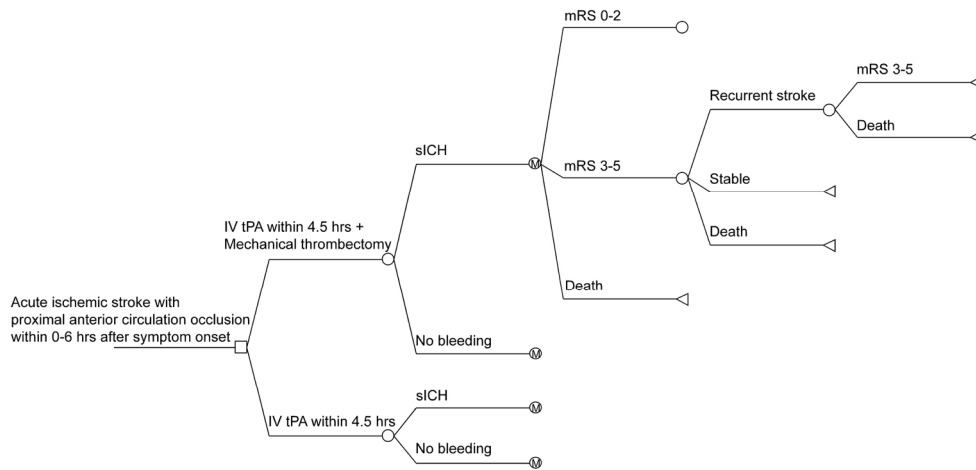 mRS 0-2
mRS 3-5
Recurrent stroke
Death
sICH
M
mRS 3-5
Stable
IV tPA within 4.5 hrs +
Mechanical thrombectomy
Death
Death
Acute ischemic stroke with
proximal anterior circulation occlusion
within 0-6 hrs after symptom onset
No bleeding
M
sICH
M
IV tPA within 4.5 hrs
No bleeding
M